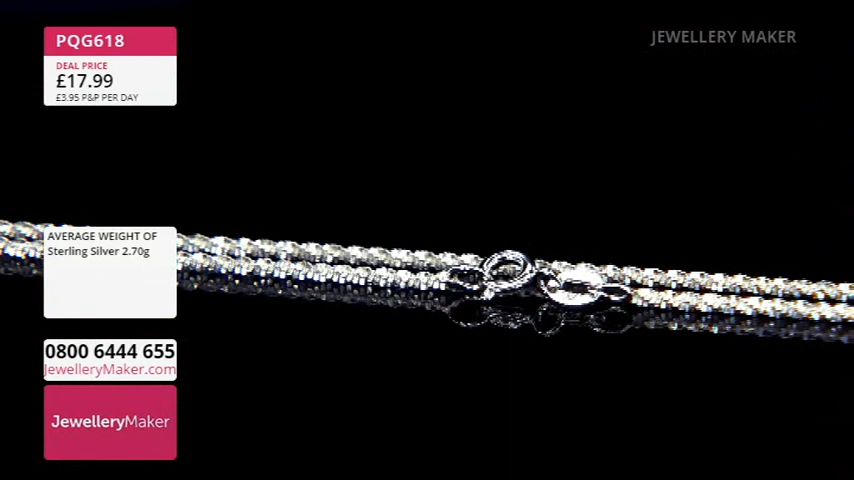 PQG618
DEAL PRICE
£17.99
£3.95 P&P PER DAY
JEWELLERY MAKER
AVERAGE WEIGHT OF
Sterling Silver 2.70g
0800 6444 655
JewelleryMaker.com
JewelleryMaker